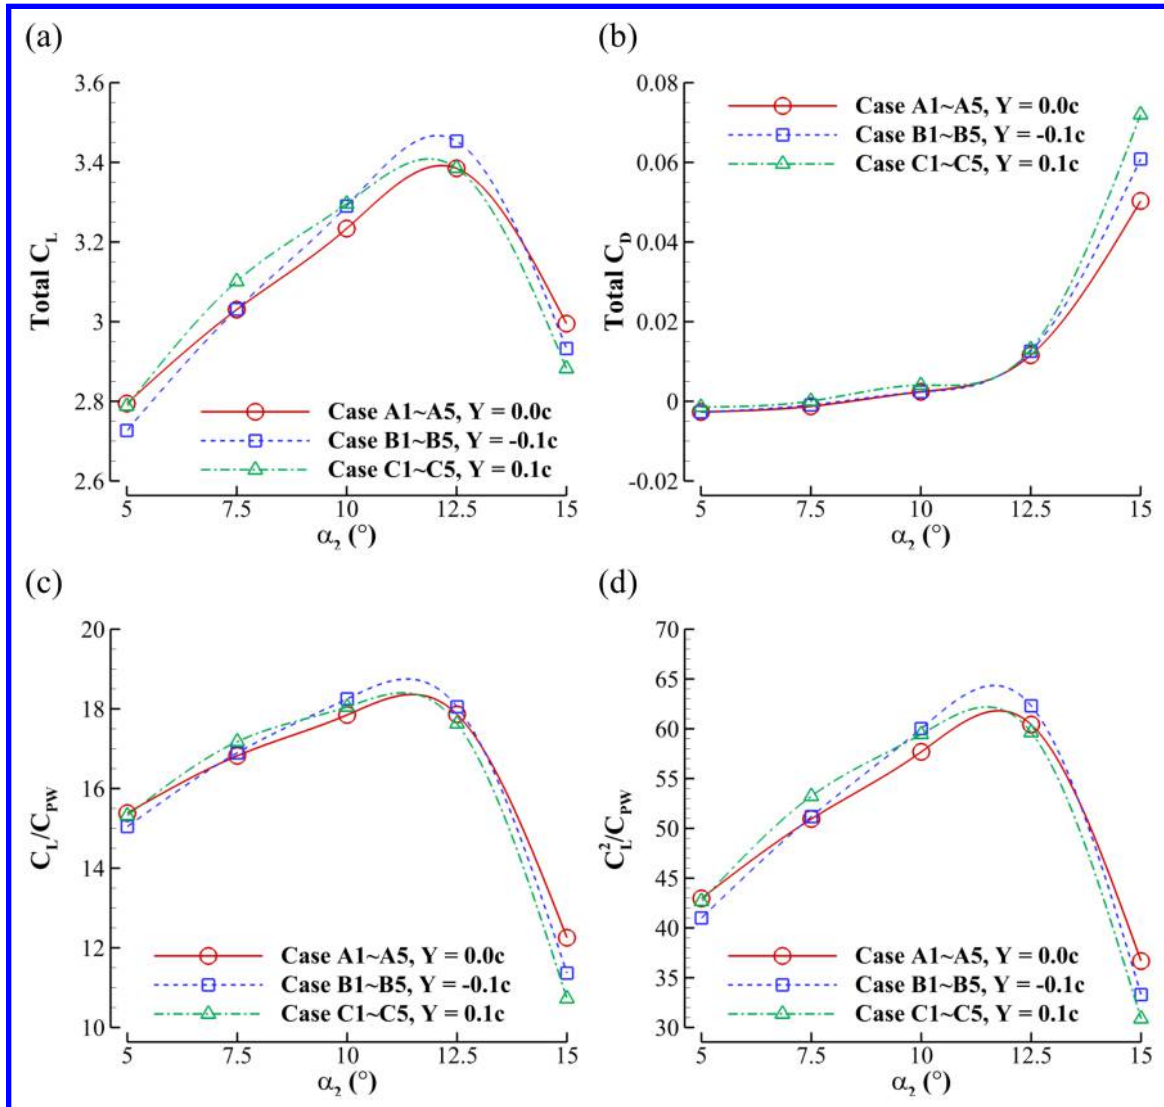 (a)
3.6
3.4
3.2
3
2.8
2.6
Total C_L
Case A1~A5, Y = 0.0c
Case B1~B5, Y = -0.1c
Case C1~C5, Y = 0.1c
5 7.5 10 12.5 15
α₂ (°)
(b)
0.08
0.06
0.04
0.02
0
-0.02
Total C_D
Case A1~A5, Y = 0.0c
Case B1~B5, Y = -0.1c
Case C1~C5, Y = 0.1c
5 7.5 10 12.5 15
α₂ (°)
(c)
20
18
16
14
12
10
C_L/C_PW
Case A1~A5, Y = 0.0c
Case B1~B5, Y = -0.1c
Case C1~C5, Y = 0.1c
5 7.5 10 12.5 15
α₂ (°)
(d)
70
65
60
55
50
45
40
35
30
C_L²/C_PW
Case A1~A5, Y = 0.0c
Case B1~B5, Y = -0.1c
Case C1~C5, Y = 0.1c
5 7.5 10 12.5 15
α₂ (°)